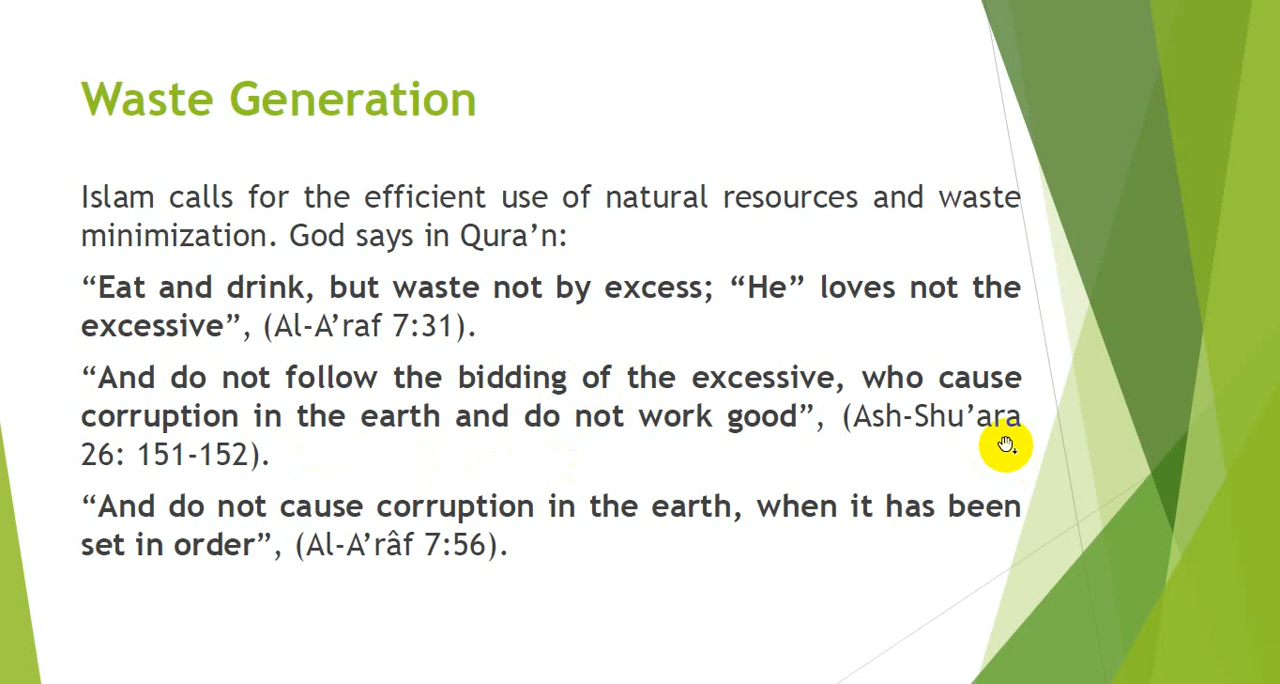 Waste Generation
Islam calls for the efficient use of natural resources and waste
minimization. God says in Qura’n:
“Eat and drink, but waste not by excess; “He” loves not the
excessive”, (Al-A’raf 7:31).
“And do not follow the bidding of the excessive, who cause
corruption in the earth and do not work good”, (Ash-Shu’ara
26: 151-152).
“And do not cause corruption in the earth, when it has been
set in order”, (Al-A’râf 7:56).